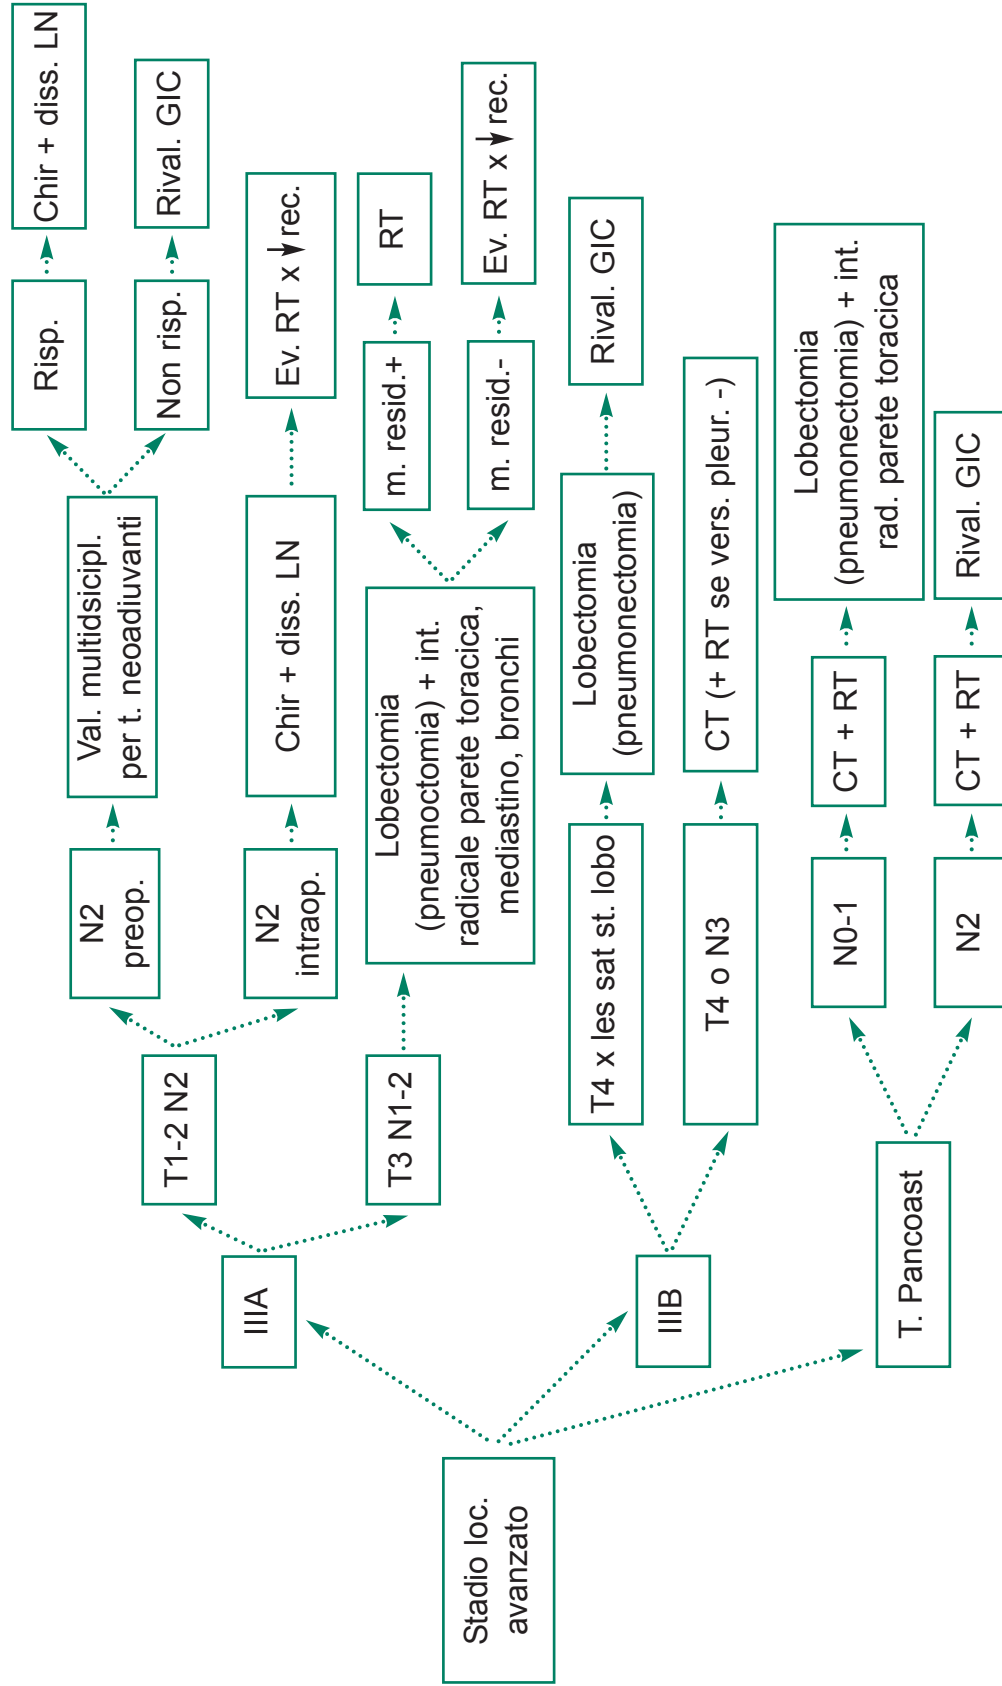 Stadio loc.
avanzato
IIIA
T1-2 N2
N2
preop.
Val. multidsicipl.
per t. neoadiuvanti
Risp.
Chir + diss. LN
Non risp.
Rival. GIC
N2
intraop.
Chir + diss. LN
Ev. RT x ↓ rec.
T3 N1-2
Lobectomia
(pneumoctomia) + int.
radicale parete toracica,
mediastino, bronchi
m. resid.+
RT
m. resid.-
Ev. RT x ↓ rec.
IIIB
T4 x les sat st. lobo
Lobectomia
(pneumonectomia)
Rival. GIC
T4 o N3
CT (+ RT se vers. pleur. -)
T. Pancoast
N0-1
CT + RT
Lobectomia
(pneumonectomia) + int.
rad. parete toracica
N2
CT + RT
Rival. GIC